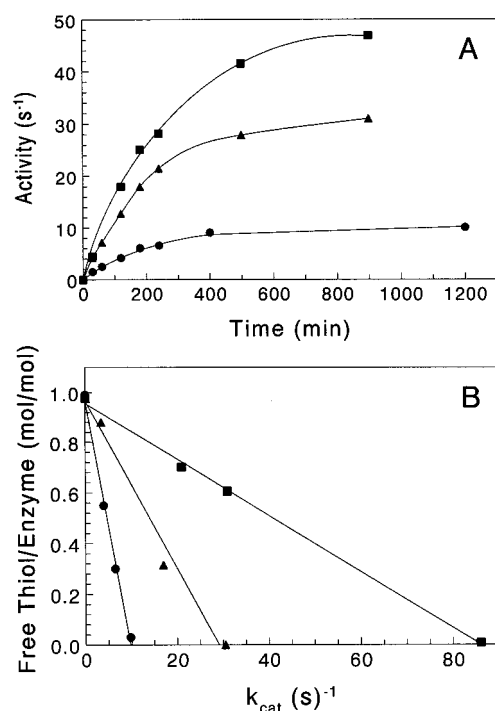 A
Activity (s⁻¹)
50
40
30
20
10
0
0 200 400 600 800 1000 1200
Time (min)
B
Free Thiol/Enzyme (mol/mol)
1.0
0.8
0.6
0.4
0.2
0.0
0 20 40 60 80
k_cat (s)⁻¹